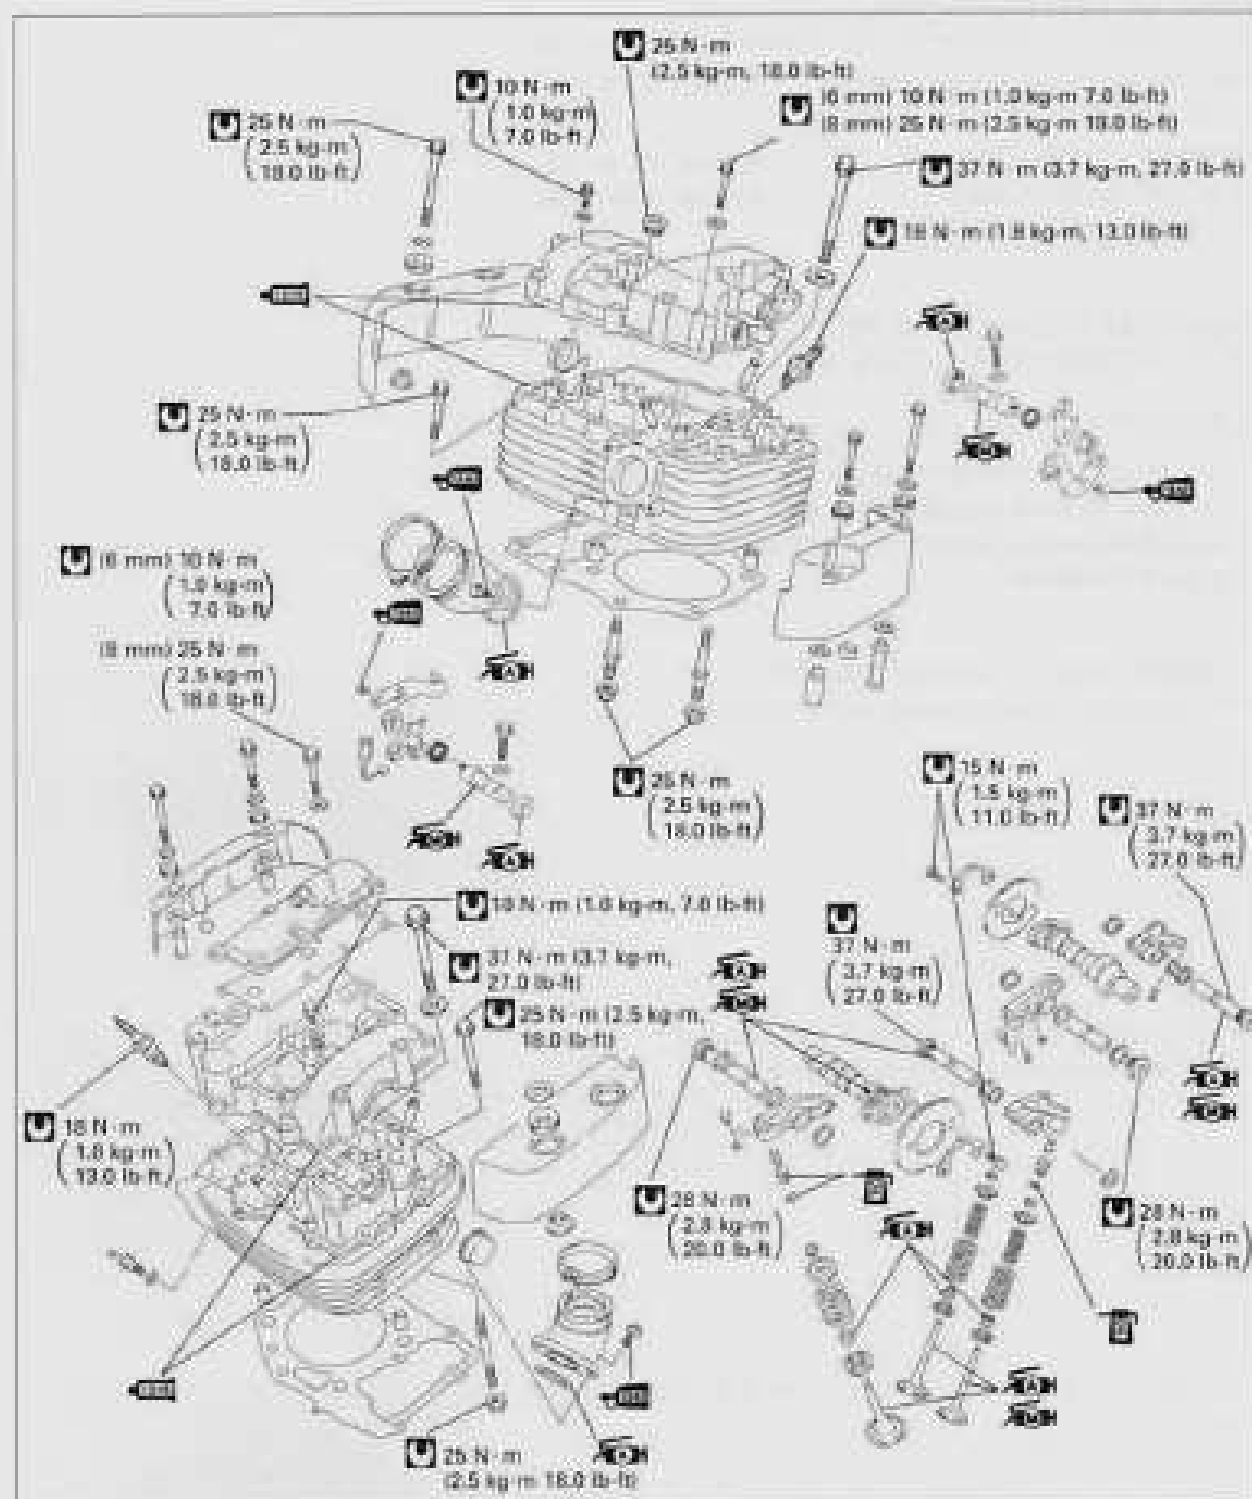 25 N·m
(2.5 kg-m, 18.0 lb-ft)
10 N·m
(1.0 kg-m
7.0 lb-ft)
(6 mm) 10 N·m (1.0 kg-m 7.0 lb-ft)
(8 mm) 25 N·m (2.5 kg-m 18.0 lb-ft)
25 N·m
(2.5 kg-m
18.0 lb-ft)
37 N·m (3.7 kg-m, 27.0 lb-ft)
18 N·m (1.8 kg-m, 13.0 lb-ft)
25 N·m
(2.5 kg-m
18.0 lb-ft)
(6 mm) 10 N·m
(1.0 kg-m
7.0 lb-ft)
(8 mm) 25 N·m
(2.5 kg-m
18.0 lb-ft)
25 N·m
(2.5 kg-m
18.0 lb-ft)
15 N·m
(1.5 kg-m
11.0 lb-ft)
37 N·m
(3.7 kg-m
27.0 lb-ft)
10 N·m (1.0 kg-m, 7.0 lb-ft)
37 N·m (3.7 kg-m,
27.0 lb-ft)
37 N·m
(3.7 kg-m
27.0 lb-ft)
25 N·m (2.5 kg-m,
18.0 lb-ft)
18 N·m
(1.8 kg-m
13.0 lb-ft)
28 N·m
(2.8 kg-m
20.0 lb-ft)
28 N·m
(2.8 kg-m
20.0 lb-ft)
25 N·m
(2.5 kg-m 18.0 lb-ft)